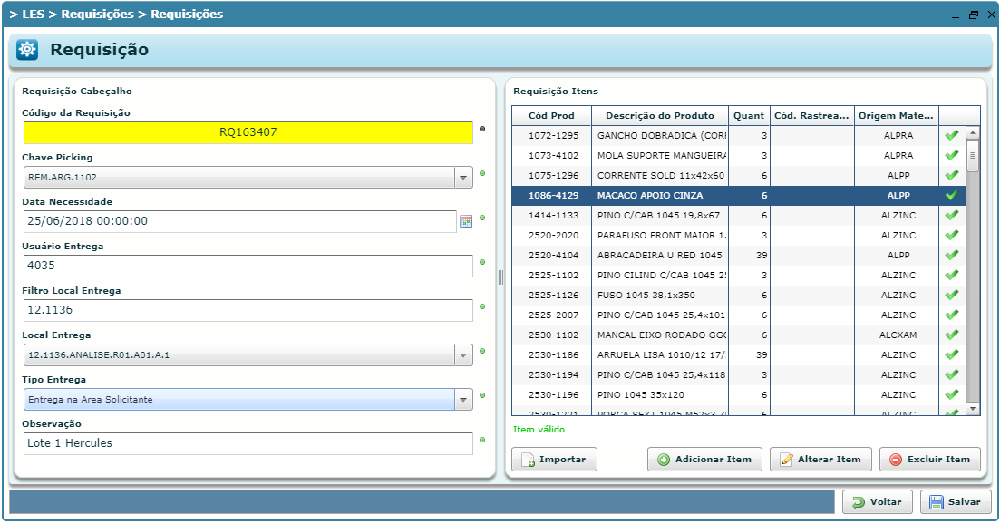 > LES > Requisições > Requisições
Requisição
Requisição Cabeçalho
Código da Requisição
RQ163407
Chave Picking
REM.ARG.1102
Data Necessidade
25/06/2018 00:00:00
Usuário Entrega
4035
Filtro Local Entrega
12.1136
Local Entrega
12.1136.ANALISE.R01.A01.A.1
Tipo Entrega
Entrega na Area Solicitante
Observação
Lote 1 Hercules
Requisição Itens
Cód Prod Descrição do Produto Quant Cód. Rastrea... Origem Mate...
1072-1295 GANCHO DOBRADICA (CORI 3 ALPRA
1073-4102 MOLA SUPORTE MANGUEIRA 3 ALPRA
1075-1296 CORRENTE SOLD 11x42x60 6 ALPP
1086-4129 MACACO APOIO CINZA 6 ALPP
1414-1133 PINO C/CAB 1045 19,8x67 6 ALZINC
2520-2020 PARAFUSO FRONT MAIOR 1. 3 ALZINC
2520-4104 ABRACADEIRA U RED 1045 39 ALPP
2525-1102 PINO CILIND C/CAB 1045 2 3 ALZINC
2525-1126 FUSO 1045 38,1x350 6 ALZINC
2525-2007 PINO C/CAB 1045 25,4x101 6 ALZINC
2530-1102 MANCAL EIXO RODADO GG 6 ALCXAM
2530-1186 ARRUELA LISA 1010/12 17/ 39 ALZINC
2530-1194 PINO C/CAB 1045 25,4x118 3 ALZINC
2530-1196 PINO 1045 35x120 6 ALZINC
2530-1221 PORCA SEXT 1045 M52x3 Z 6 ALZINC
Item válido
Importar Adicionar Item Alterar Item Excluir Item
Voltar Salvar